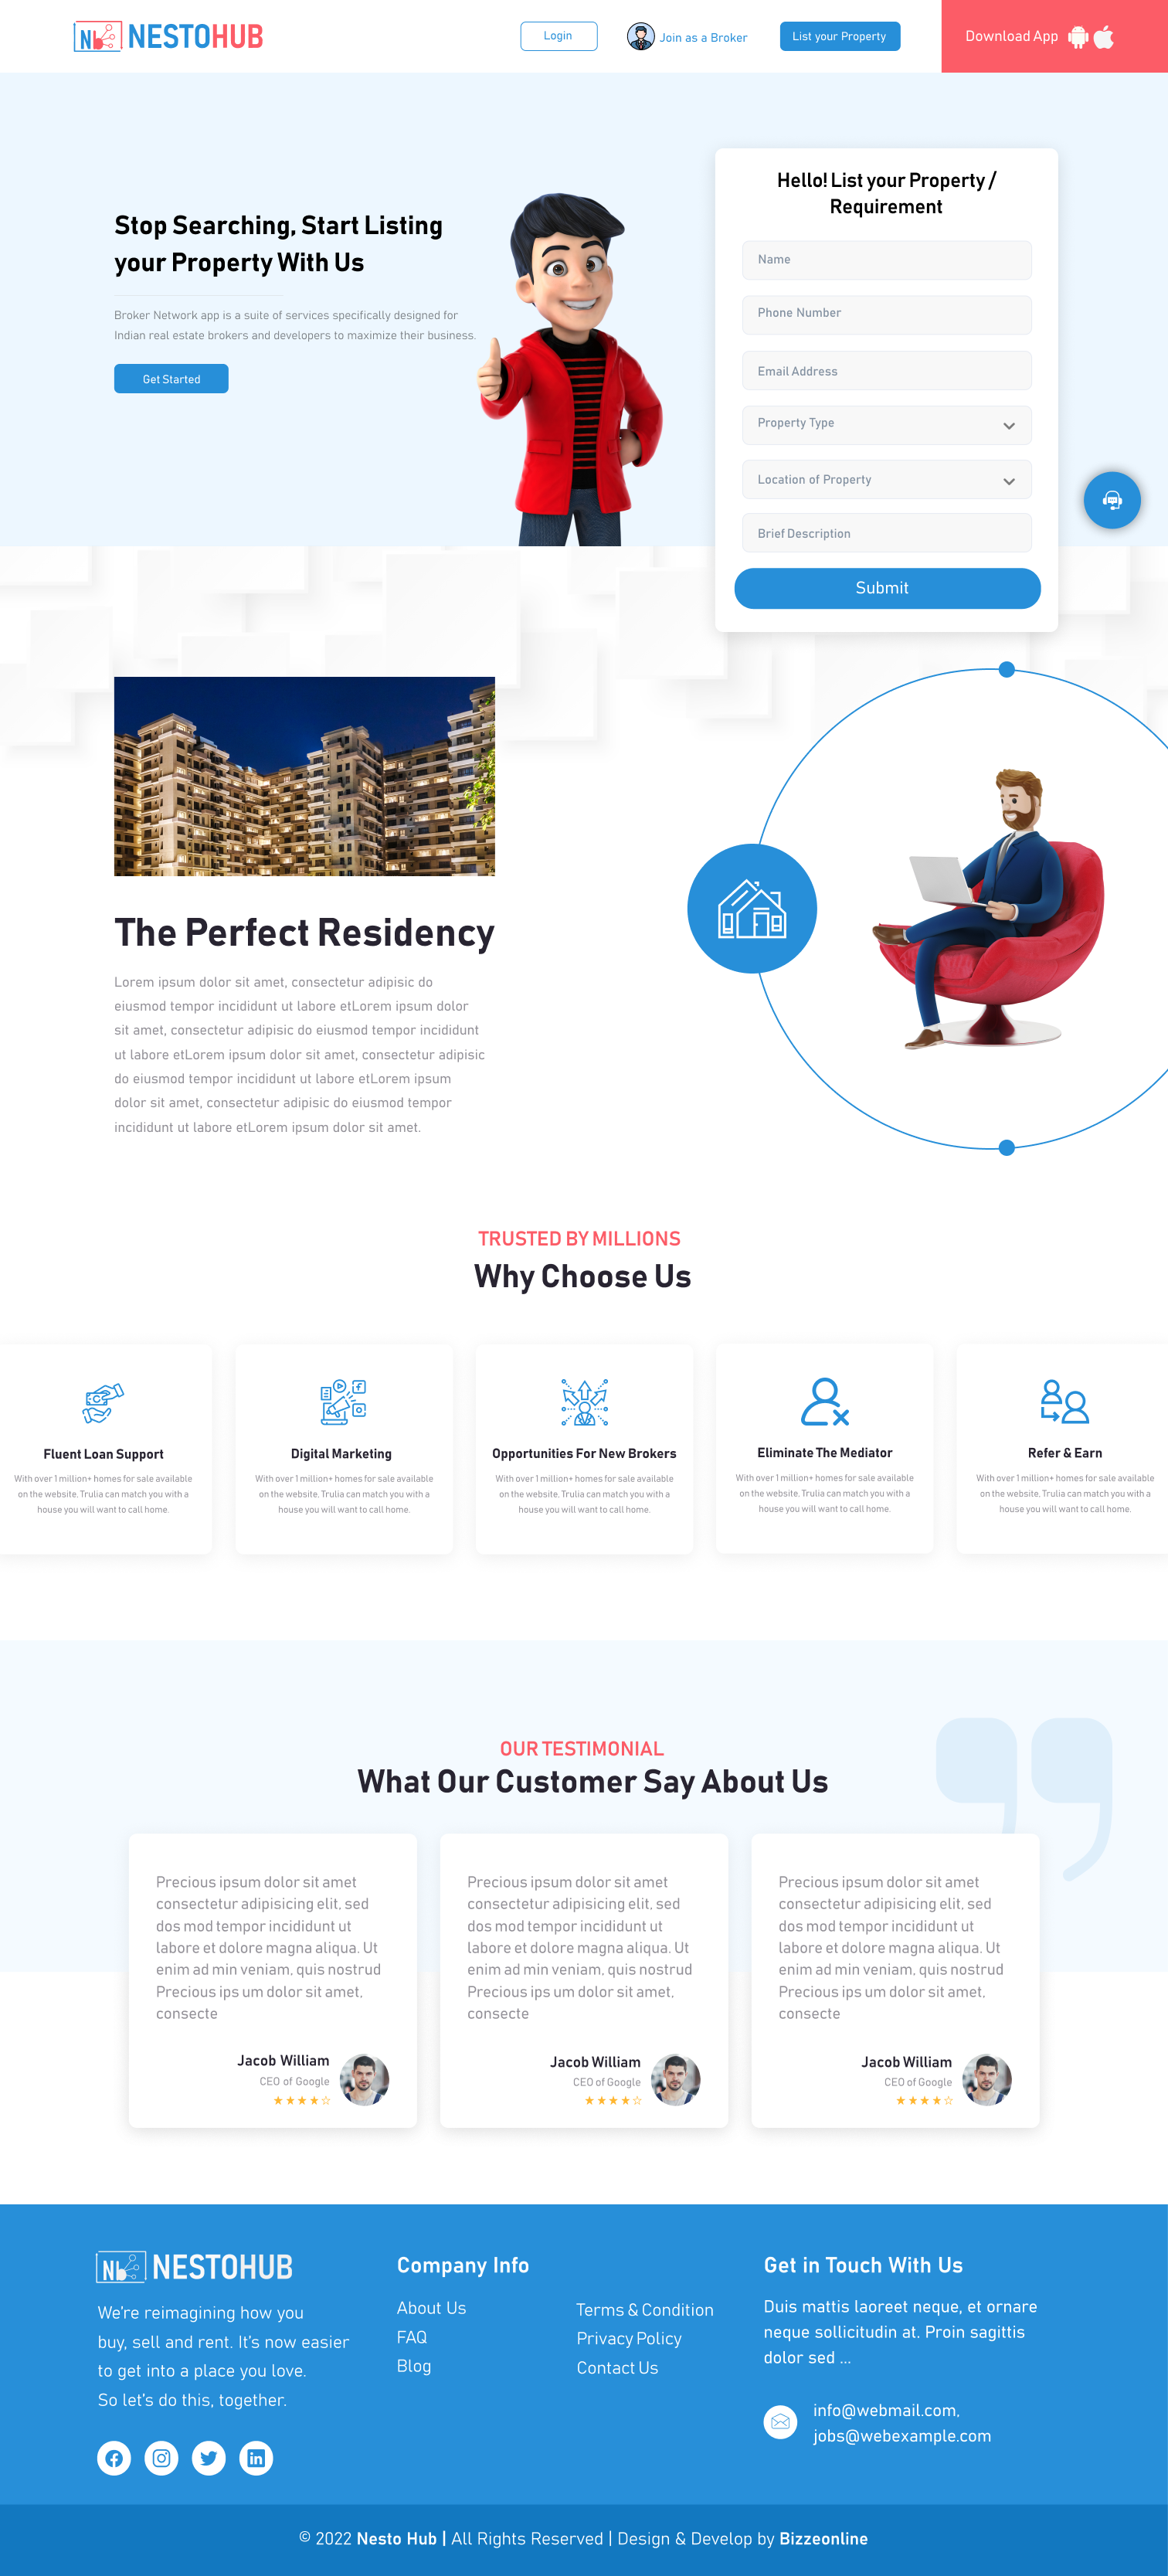 NL NESTOHUB
Login
Join as a Broker
List your Property
Download App
Stop Searching, Start Listing
your Property With Us
Broker Network app is a suite of services specifically designed for
Indian real estate brokers and developers to maximize their business.
Get Started
Hello! List your Property /
Requirement
Name
Phone Number
Email Address
Property Type
Location of Property
Brief Description
Submit
The Perfect Residency
Lorem ipsum dolor sit amet, consectetur adipisic do
eiusmod tempor incididunt ut labore etLorem ipsum dolor
sit amet, consectetur adipisic do eiusmod tempor incididunt
ut labore etLorem ipsum dolor sit amet, consectetur adipisic
do eiusmod tempor incididunt ut labore etLorem ipsum
dolor sit amet, consectetur adipisic do eiusmod tempor
incididunt ut labore etLorem ipsum dolor sit amet.
TRUSTED BY MILLIONS
Why Choose Us
Fluent Loan Support
With over 1 million+ homes for sale available
on the website, Trulia can match you with a
house you will want to call home.
Digital Marketing
With over 1 million+ homes for sale available
on the website, Trulia can match you with a
house you will want to call home.
Opportunities For New Brokers
With over 1 million+ homes for sale available
on the website, Trulia can match you with a
house you will want to call home.
Eliminate The Mediator
With over 1 million+ homes for sale available
on the website, Trulia can match you with a
house you will want to call home.
Refer & Earn
With over 1 million+ homes for sale available
on the website, Trulia can match you with a
house you will want to call home.
OUR TESTIMONIAL
What Our Customer Say About Us
Precious ipsum dolor sit amet
consectetur adipisicing elit, sed
dos mod tempor incididunt ut
labore et dolore magna aliqua. Ut
enim ad min veniam, quis nostrud
Precious ips um dolor sit amet,
consecte
Jacob William
CEO of Google
Precious ipsum dolor sit amet
consectetur adipisicing elit, sed
dos mod tempor incididunt ut
labore et dolore magna aliqua. Ut
enim ad min veniam, quis nostrud
Precious ips um dolor sit amet,
consecte
Jacob William
CEO of Google
Precious ipsum dolor sit amet
consectetur adipisicing elit, sed
dos mod tempor incididunt ut
labore et dolore magna aliqua. Ut
enim ad min veniam, quis nostrud
Precious ips um dolor sit amet,
consecte
Jacob William
CEO of Google
NL NESTOHUB
We're reimagining how you
buy, sell and rent. It's now easier
to get into a place you love.
So let's do this, together.
Company Info
About Us
FAQ
Blog
Terms & Condition
Privacy Policy
Contact Us
Get in Touch With Us
Duis mattis laoreet neque, et ornare
neque sollicitudin at. Proin sagittis
dolor sed ...
info@webmail.com,
jobs@webexample.com
© 2022 Nesto Hub | All Rights Reserved | Design & Develop by Bizzeonline